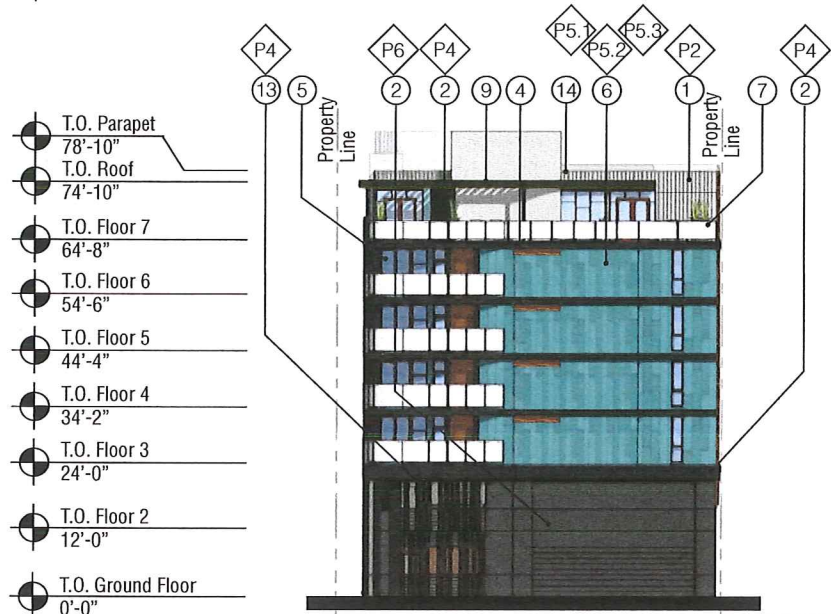 P4
P6
P4
P5.1
P5.2
P5.3
P2
P4
13
5
2
2
9
4
14
6
1
7
2
Property
Line
Property
Line
T.O. Parapet
78'-10"
T.O. Roof
74'-10"
T.O. Floor 7
64'-8"
T.O. Floor 6
54'-6"
T.O. Floor 5
44'-4"
T.O. Floor 4
34'-2"
T.O. Floor 3
24'-0"
T.O. Floor 2
12'-0"
T.O. Ground Floor
0'-0"